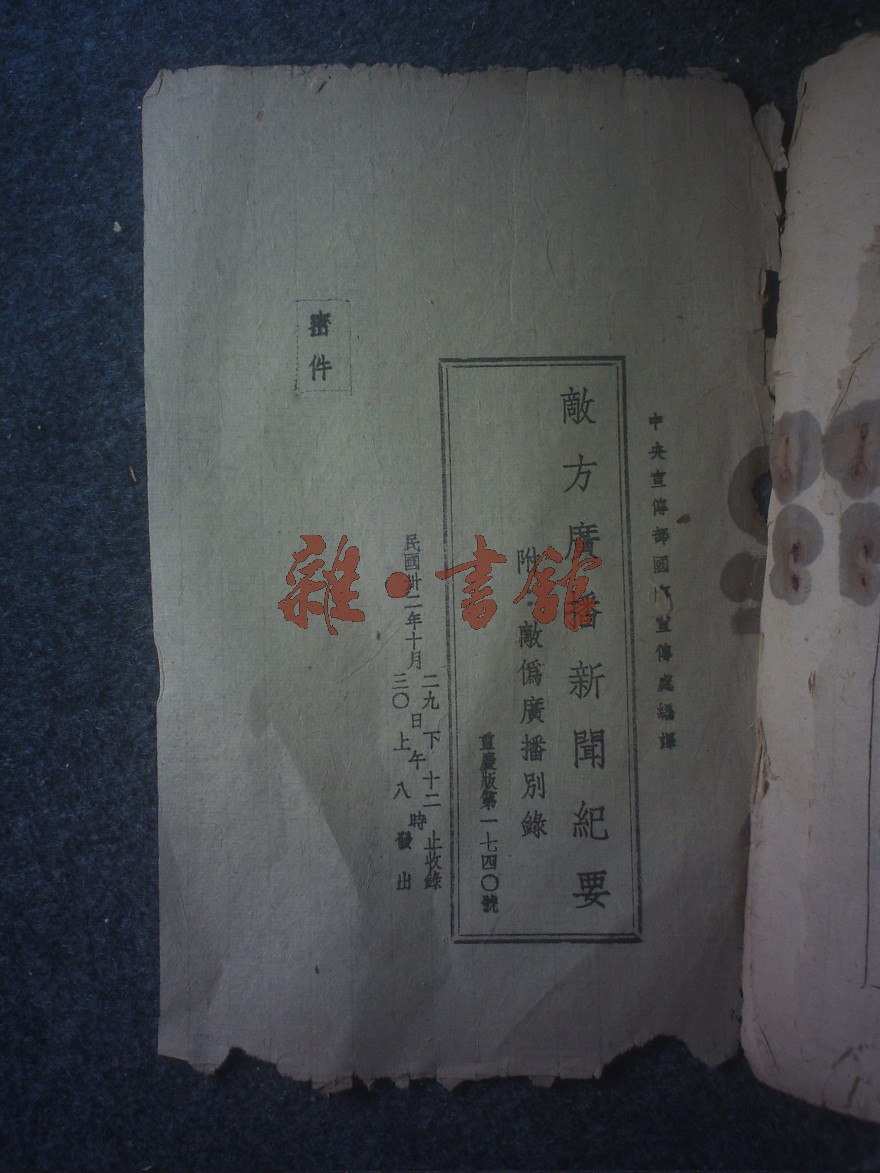 中央宣傳部國際宣傳處編譯
敵方廣播新聞紀要
附：敵僞廣播別錄
重慶版第一七四〇號
民國卅二年十月
二九日下午十二時止收錄
三〇日上午八時發出
密件
雜·書館